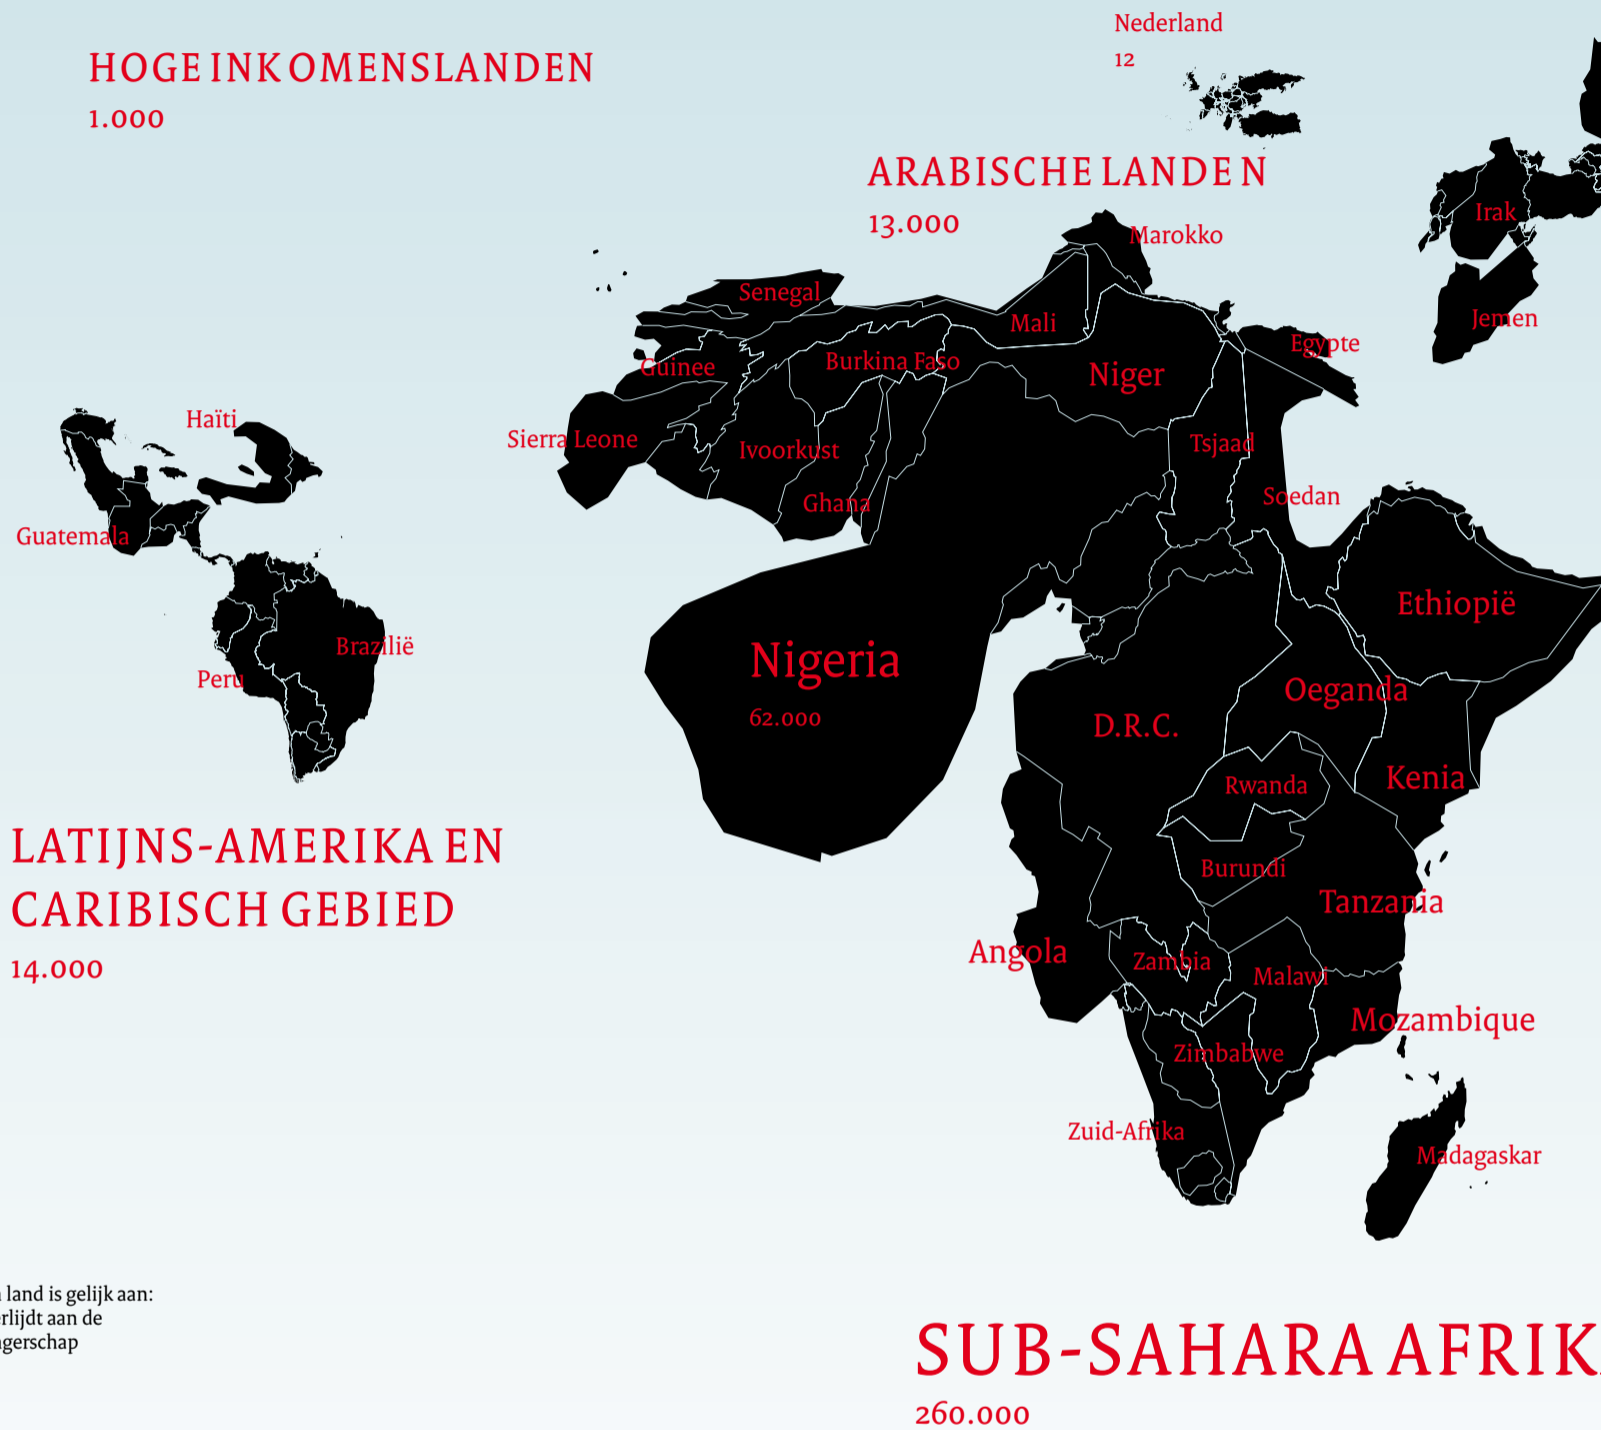 Nederland
12
HOGE INKOMENSLANDEN
1.000
ARABISCHE LANDEN
13.000
Irak
Marokko
Senegal
Mali
Jemen
Egypte
Guinee
Burkina Faso
Niger
Haïti
Sierra Leone
Ivoorkust
Tsjaad
Ghana
Soedan
Guatemala
Ethiopië
Brazilië
Nigeria
62.000
Peru
Oeganda
D.R.C.
Rwanda
Kenia
LATIJNS-AMERIKA EN
CARIBISCH GEBIED
14.000
Burundi
Tanzania
Angola
Zambia
Malawi
Mozambique
Zimbabwe
Zuid-Afrika
Madagaskar
land is gelijk aan:
rlijdt aan de
gerschap
SUB-SAHARA AFRIK
260.000